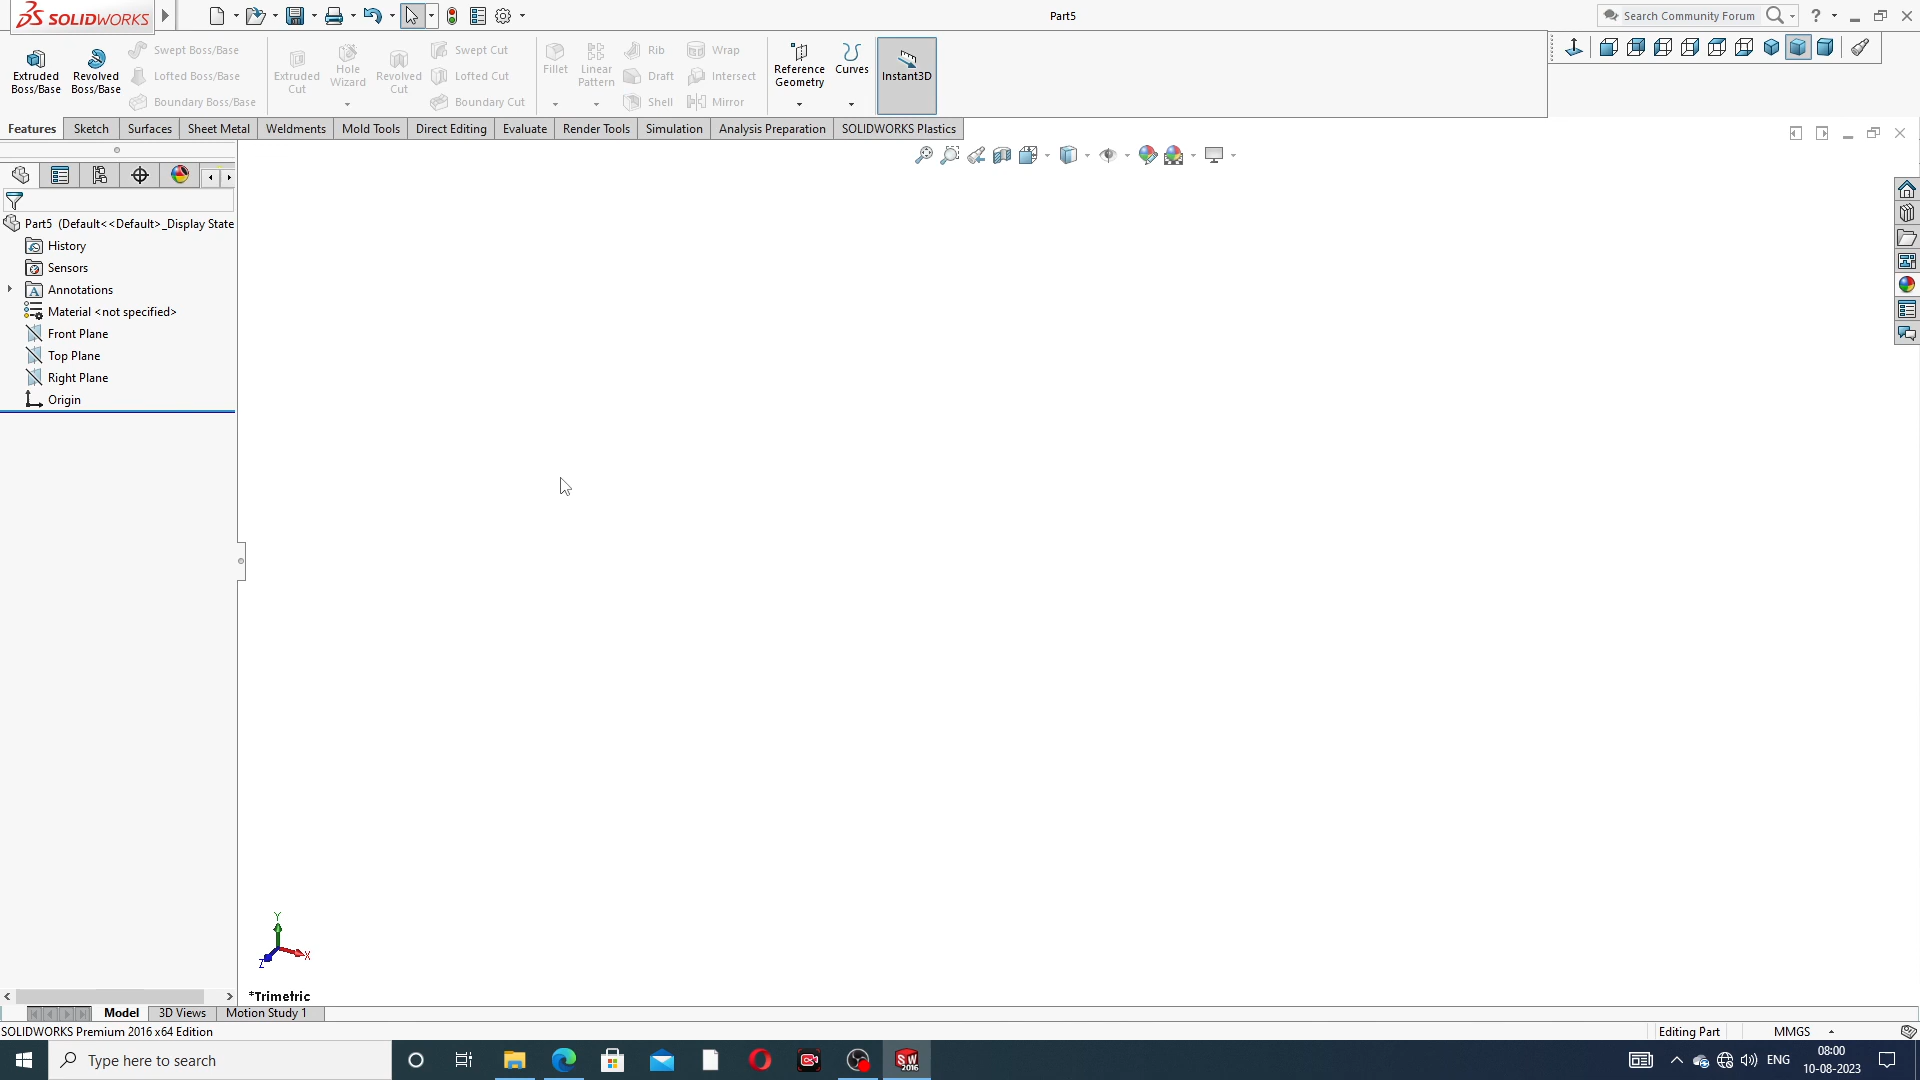 SOLIDWORKS
Part5
Search Community Forum
?
Extruded Boss/Base
Revolved Boss/Base
Swept Boss/Base
Lofted Boss/Base
Boundary Boss/Base
Extruded Cut
Hole Wizard
Revolved Cut
Swept Cut
Lofted Cut
Boundary Cut
Fillet
Linear Pattern
Rib
Draft
Shell
Wrap
Intersect
Mirror
Reference Geometry
Curves
Instant3D
Features
Sketch
Surfaces
Sheet Metal
Weldments
Mold Tools
Direct Editing
Evaluate
Render Tools
Simulation
Analysis Preparation
SOLIDWORKS Plastics
Part5 (Default<<Default>_Display State
History
Sensors
Annotations
Material <not specified>
Front Plane
Top Plane
Right Plane
Origin
Y
X
Z
*Trimetric
Model
3D Views
Motion Study 1
SOLIDWORKS Premium 2016 x64 Edition
Editing Part
MMGS
Type here to search
SW
2016
ENG
08:00
10-08-2023